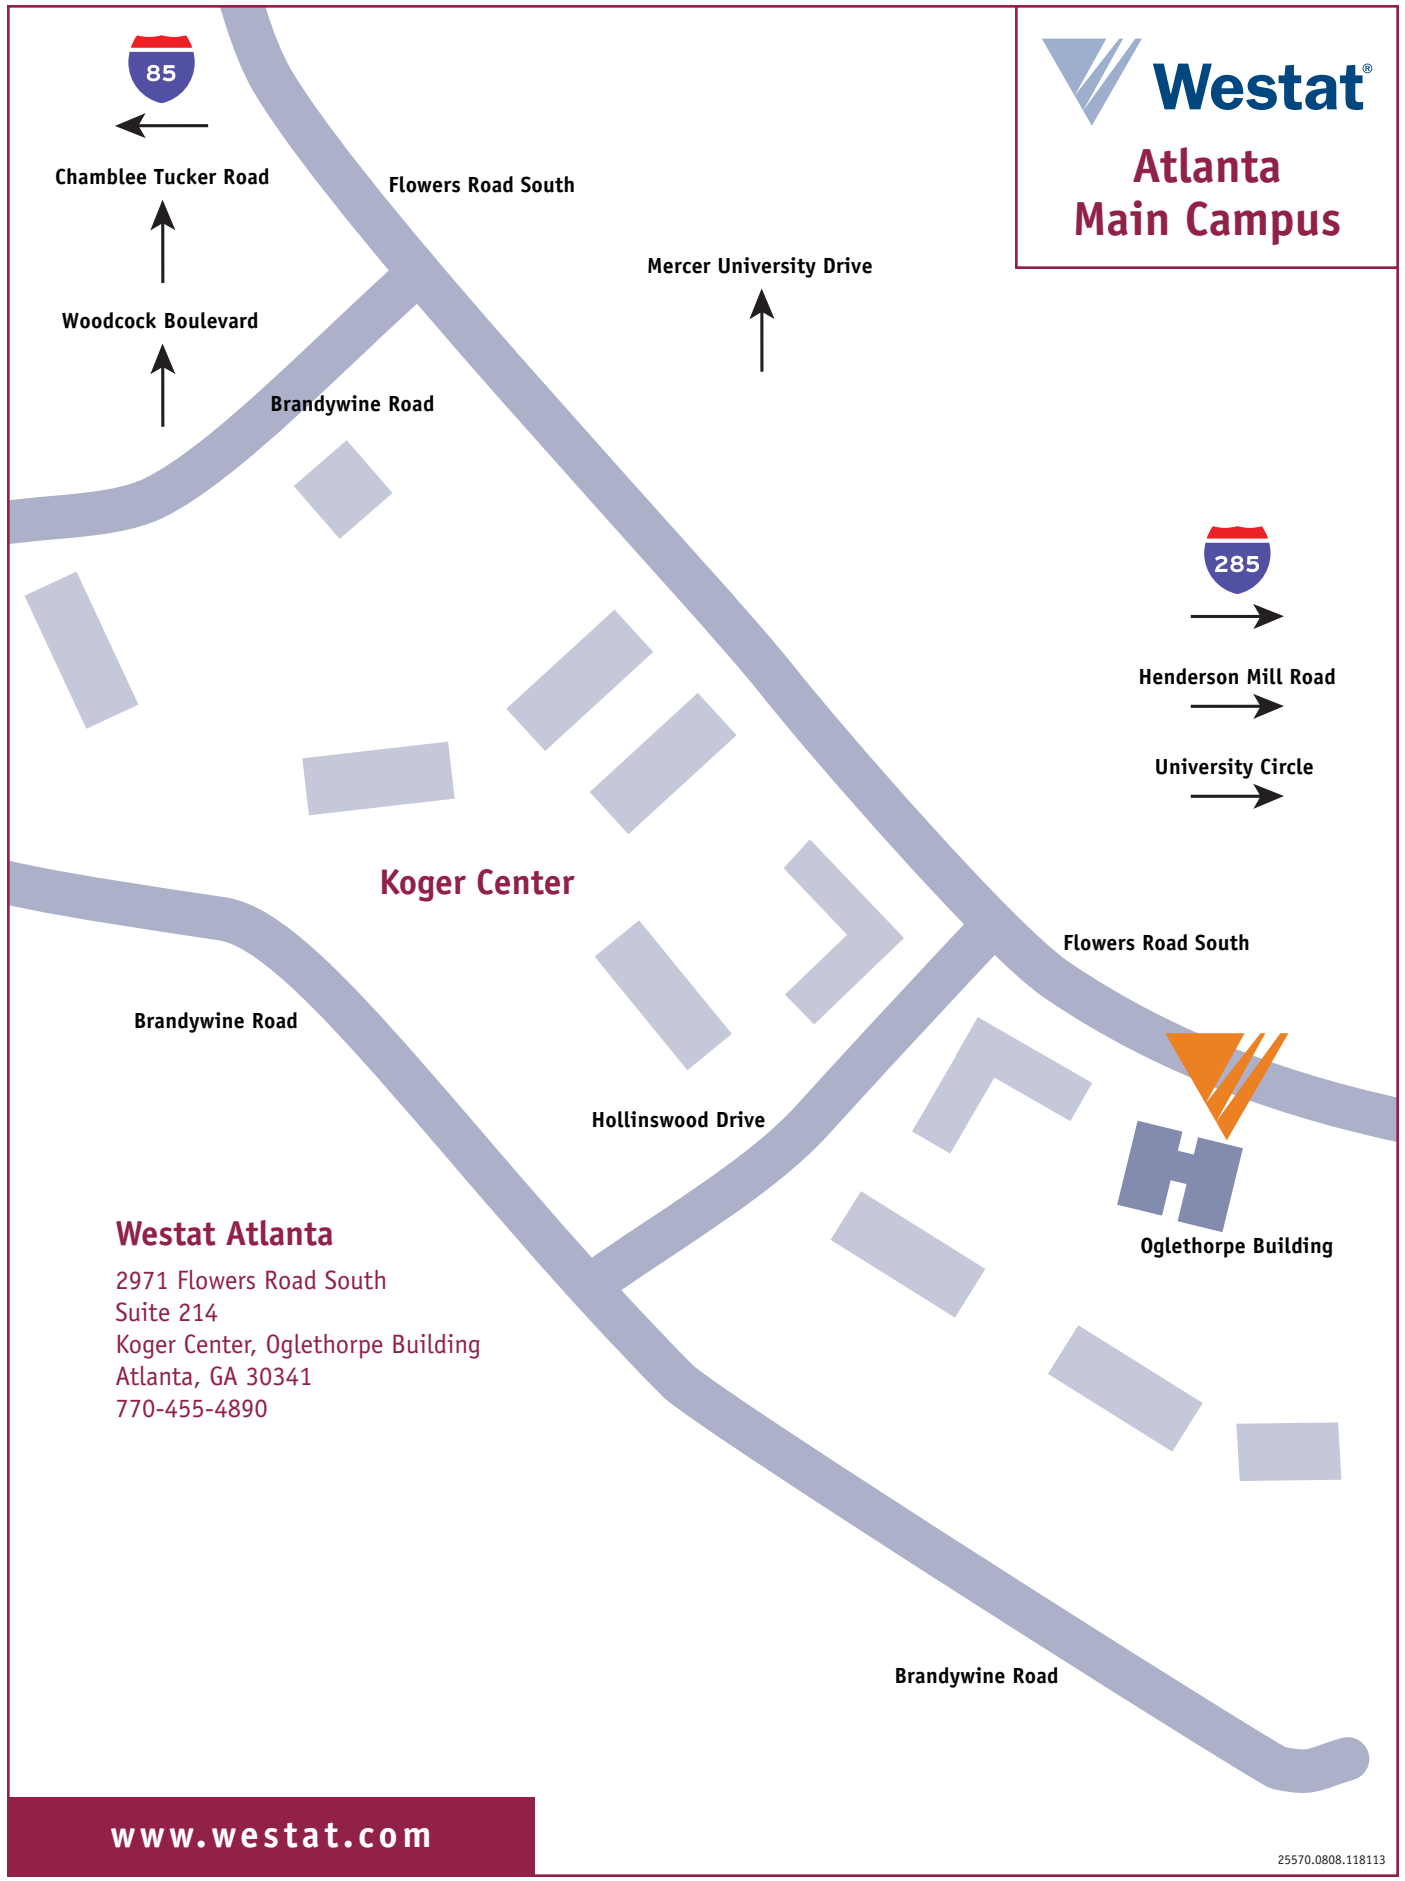 85
Chamblee Tucker Road
Woodcock Boulevard
Flowers Road South
Brandywine Road
Mercer University Drive
Westat®
Atlanta
Main Campus
285
Henderson Mill Road
University Circle
Koger Center
Flowers Road South
Brandywine Road
Hollinswood Drive
Oglethorpe Building
Westat Atlanta
2971 Flowers Road South
Suite 214
Koger Center, Oglethorpe Building
Atlanta, GA 30341
770-455-4890
Brandywine Road
www.westat.com
25570.0808.118113